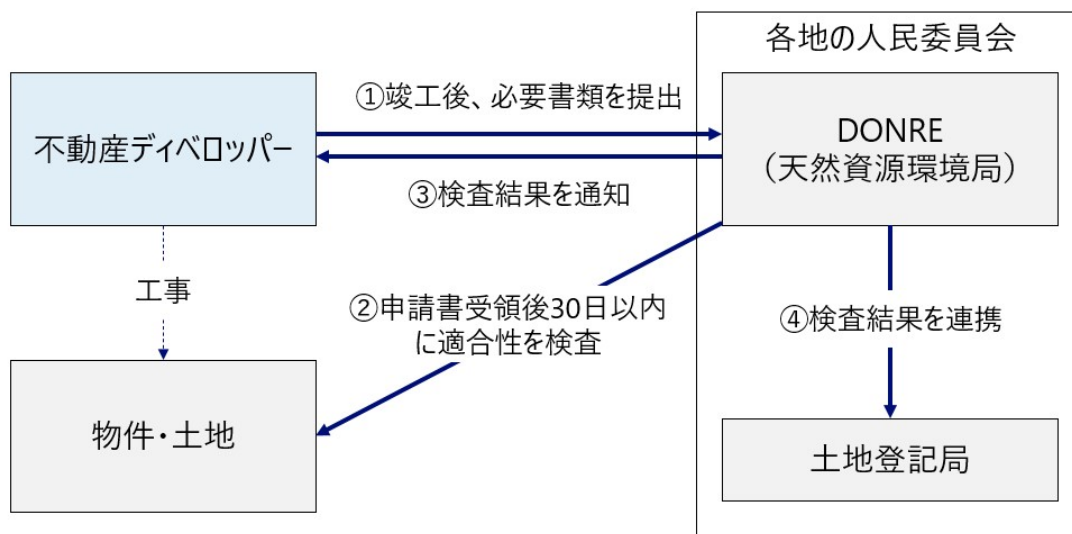 各地の人民委員会
①竣工後、必要書類を提出
不動産ディベロッパー
DONRE
（天然資源環境局）
③検査結果を通知
工事
②申請書受領後30日以内
に適合性を検査
④検査結果を連携
物件・土地
土地登記局